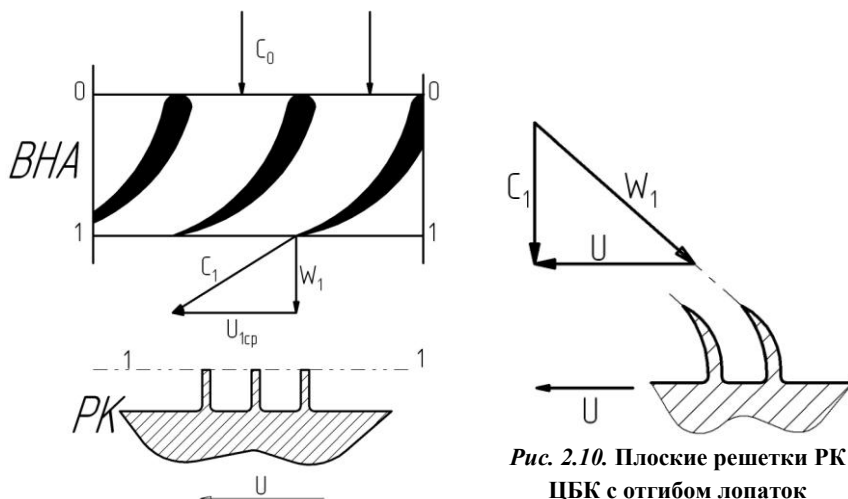 C₀
0 0
ВНА
1 1
C₁ W₁
U₁ср
1 1
РК
U
C₁ W₁
U
U
Рис. 2.10. Плоские решетки РК
ЦБК с отгибом лопаток